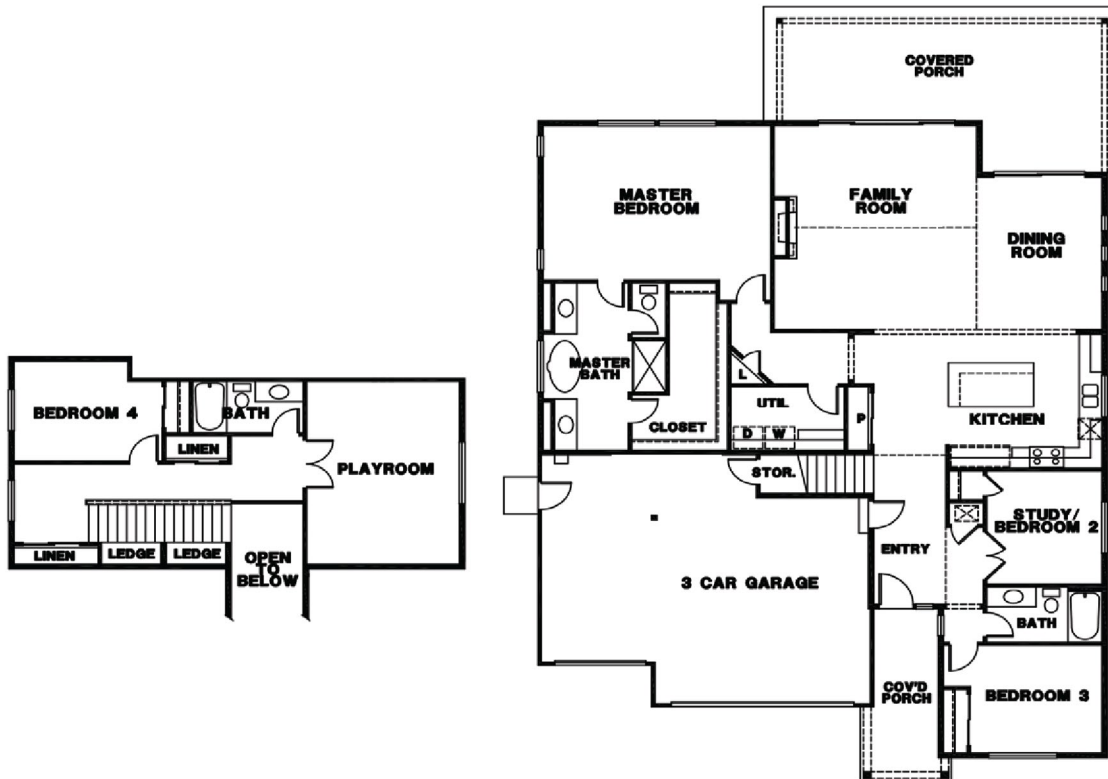 BEDROOM 4
BATH
LINEN
PLAYROOM
LINEN
LEDGE
LEDGE
OPEN
TO
BELOW
COVERED
PORCH
MASTER
BEDROOM
FAMILY
ROOM
DINING
ROOM
MASTER
BATH
CLOSET
L
UTIL
D
W
P
KITCHEN
STOR.
STUDY/
BEDROOM 2
ENTRY
3 CAR GARAGE
BATH
COV'D
PORCH
BEDROOM 3